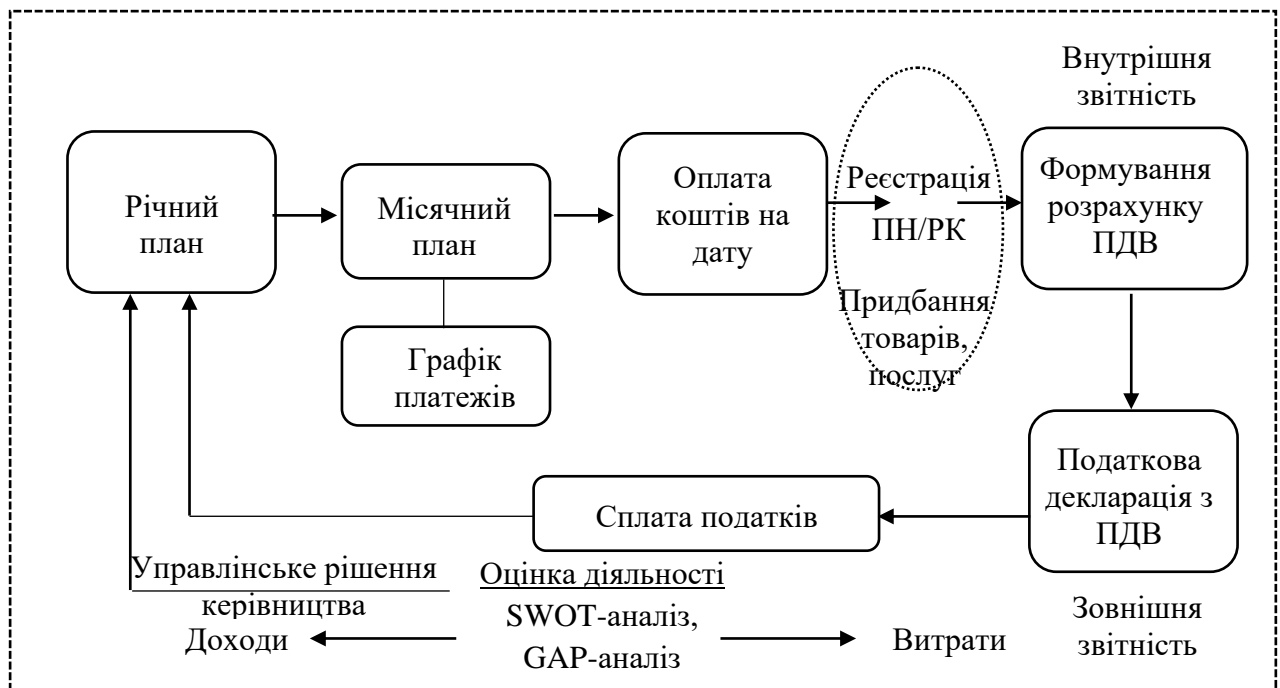 Внутрішня
звітність
Річний
план
Місячний
план
Графік
платежів
Оплата
коштів на
дату
Реєстрація
ПН/РК
Придбання
товарів,
послуг
Формування
розрахунку
ПДВ
Податкова
декларація з
ПДВ
Зовнішня
звітність
Сплата податків
Управлінське рішення
керівництва
Оцінка діяльності
SWOT-аналіз,
GAP-аналіз
Доходи
Витрати